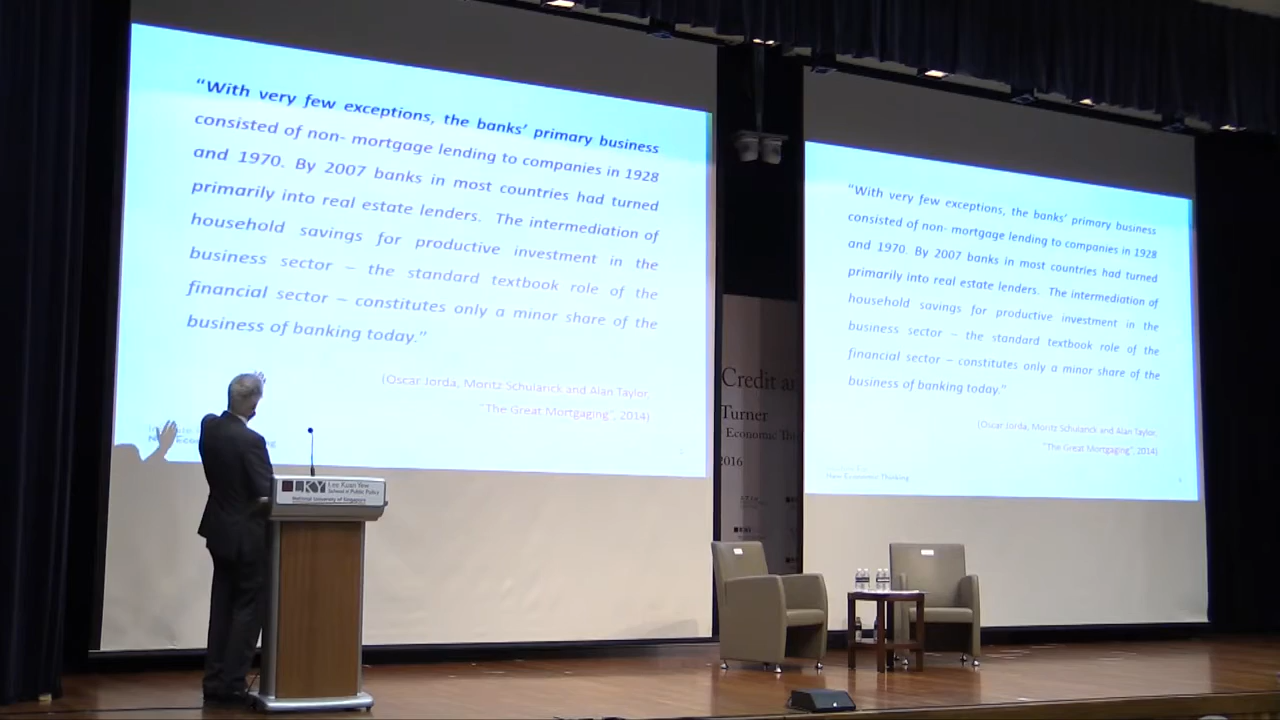 “With very few exceptions, the banks’ primary business
consisted of non- mortgage lending to companies in 1928
and 1970. By 2007 banks in most countries had turned
primarily into real estate lenders. The intermediation of
household savings for productive investment in the
business sector – the standard textbook role of the
financial sector – constitutes only a minor share of the
business of banking today.”
(Oscar Jorda, Moritz Schularick and Alan Taylor,
“The Great Mortgaging”, 2014)
LKY
Lee Kuan Yew
School of Public Policy
National University of Singapore
Credit
Turner
Economic
2016
“With very few exceptions, the banks’ primary business
consisted of non- mortgage lending to companies in 1928
and 1970. By 2007 banks in most countries had turned
primarily into real estate lenders. The intermediation of
household savings for productive investment in the
business sector – the standard textbook role of the
financial sector – constitutes only a minor share of the
business of banking today.”
(Oscar Jorda, Moritz Schularick and Alan Taylor,
“The Great Mortgaging”, 2014)
New Economic Thinking